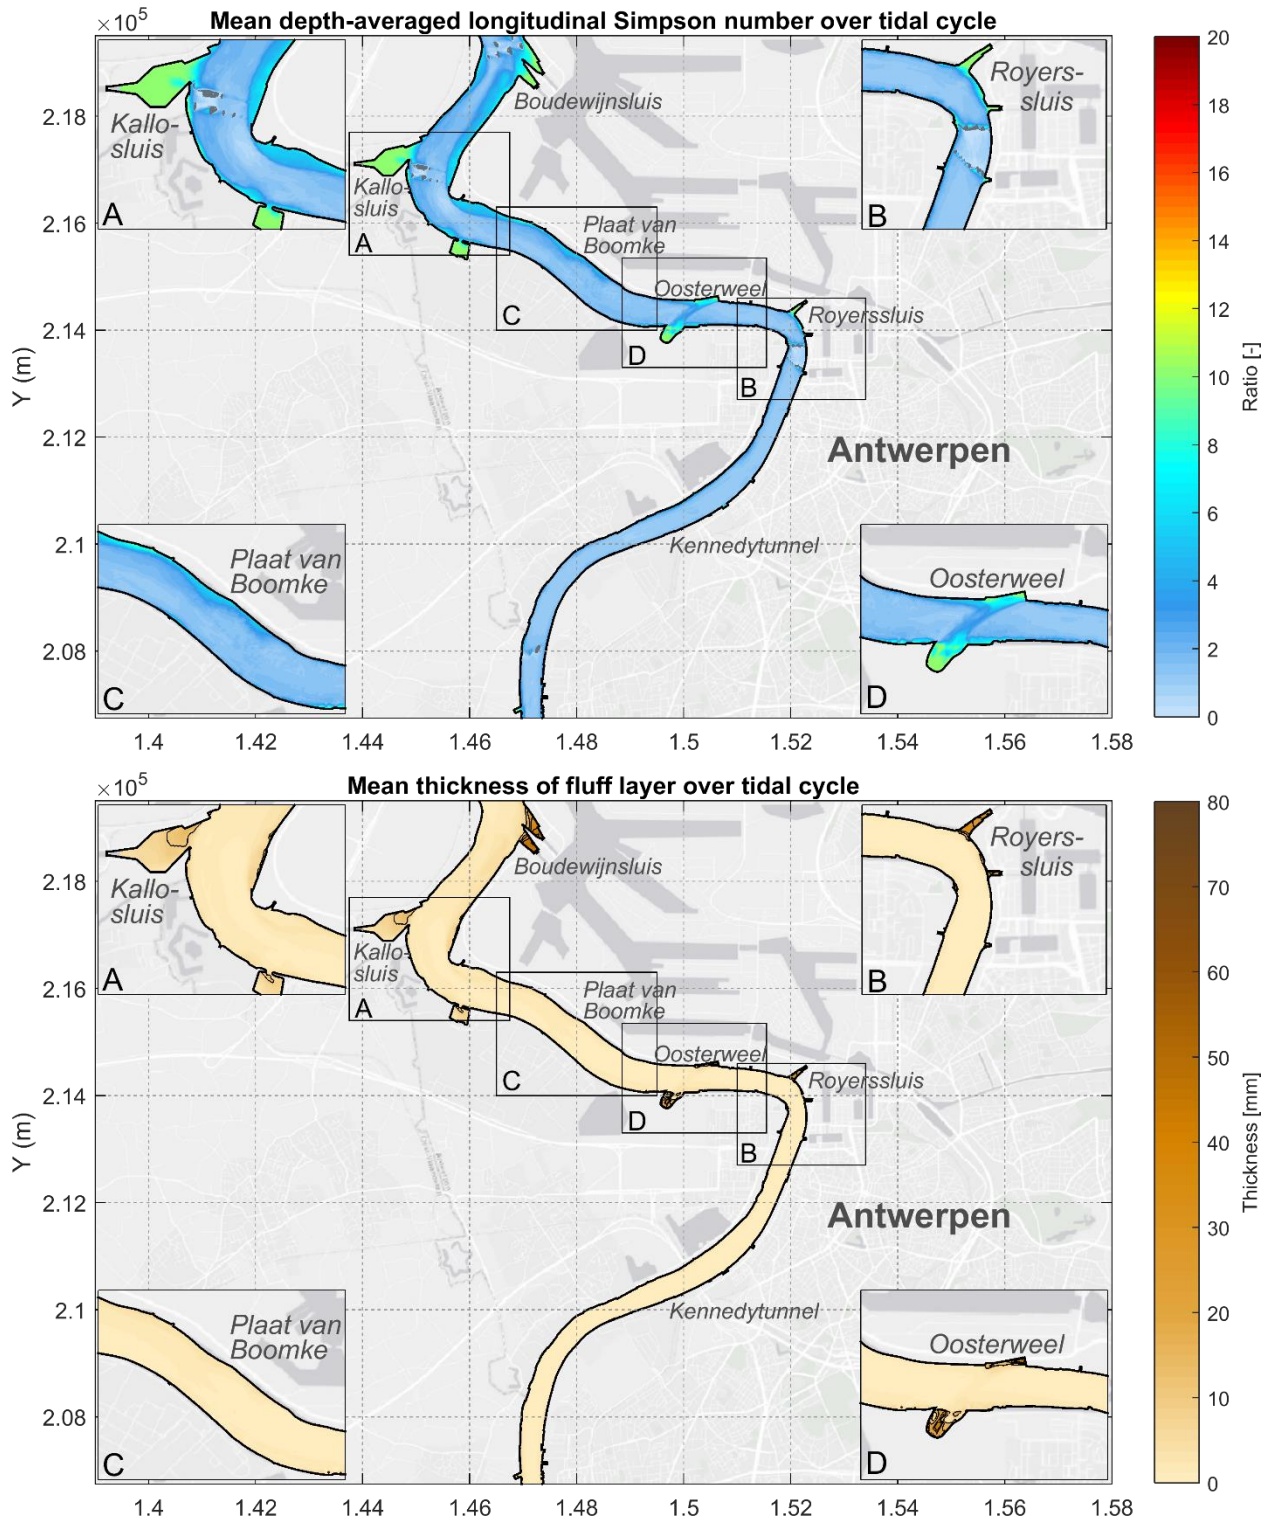 Mean depth-averaged longitudinal Simpson number over tidal cycle
×10⁵
2.18
2.16
2.14
2.12
2.1
2.08
Y (m)
Kallo-
sluis
A
Boudewijnsluis
Kallo-
sluis
A
Plaat van
Boomke
C
Oosterweel
D
Royerssluis
B
Royers-
sluis
B
Antwerpen
Kennedytunnel
Plaat van
Boomke
C
Oosterweel
D
1.4 1.42 1.44 1.46 1.48 1.5 1.52 1.54 1.56 1.58
20
18
16
14
12
10
8
6
4
2
0
Ratio [-]
Mean thickness of fluff layer over tidal cycle
×10⁵
2.18
2.16
2.14
2.12
2.1
2.08
Y (m)
Kallo-
sluis
A
Boudewijnsluis
Kallo-
sluis
A
Plaat van
Boomke
C
Oosterweel
D
Royerssluis
B
Royers-
sluis
B
Antwerpen
Kennedytunnel
Plaat van
Boomke
C
Oosterweel
D
1.4 1.42 1.44 1.46 1.48 1.5 1.52 1.54 1.56 1.58
80
70
60
50
40
30
20
10
0
Thickness [mm]